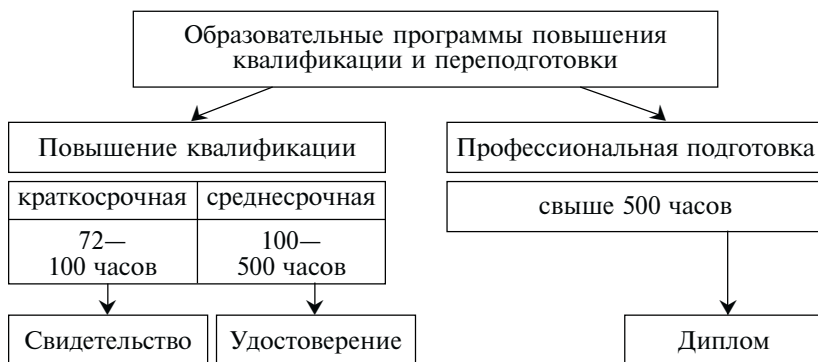 Образовательные программы повышения
квалификации и переподготовки
Повышение квалификации
Профессиональная подготовка
краткосрочная
среднесрочная
свыше 500 часов
72—
100 часов
100—
500 часов
Свидетельство
Удостоверение
Диплом